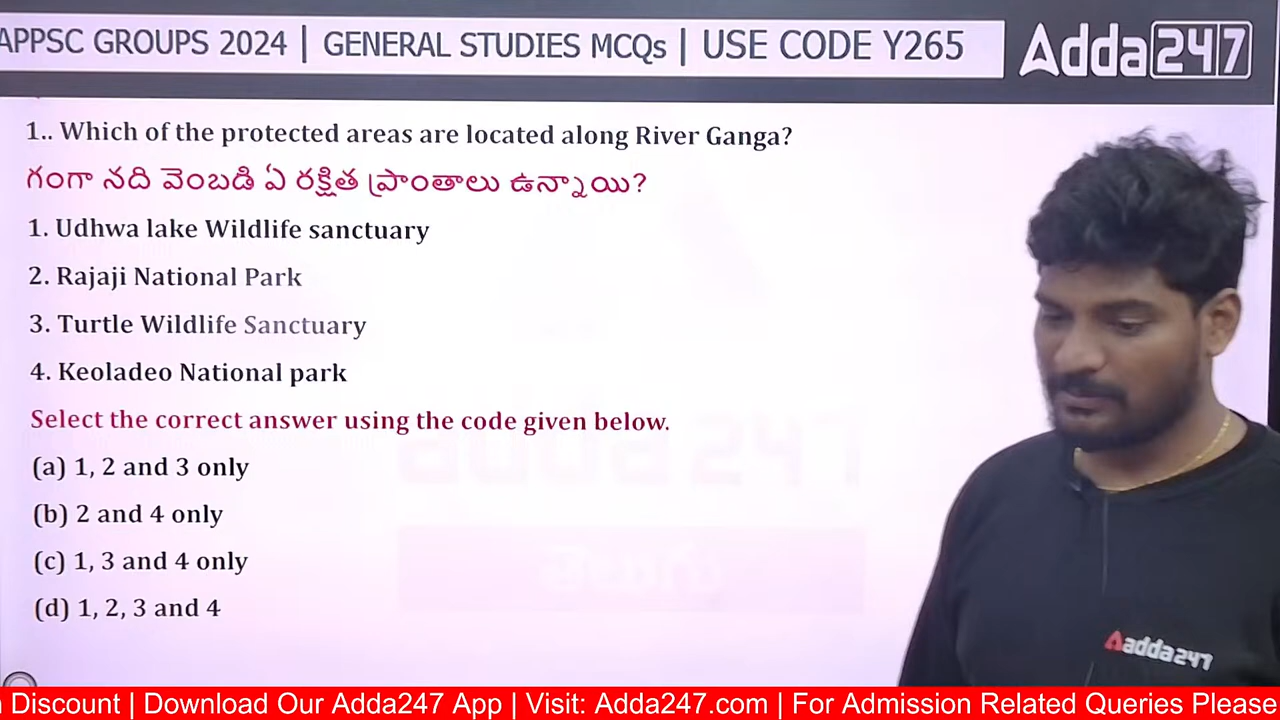 APPSC GROUPS 2024 | GENERAL STUDIES MCQs | USE CODE Y265
Adda247
1.. Which of the protected areas are located along River Ganga?
గంగా నది వెంబడి ఏ రక్షిత ప్రాంతాలు ఉన్నాయి?
1. Udhwa lake Wildlife sanctuary
2. Rajaji National Park
3. Turtle Wildlife Sanctuary
4. Keoladeo National park
Select the correct answer using the code given below.
(a) 1, 2 and 3 only
(b) 2 and 4 only
(c) 1, 3 and 4 only
(d) 1, 2, 3 and 4
adda247
Discount | Download Our Adda247 App | Visit: Adda247.com | For Admission Related Queries Please